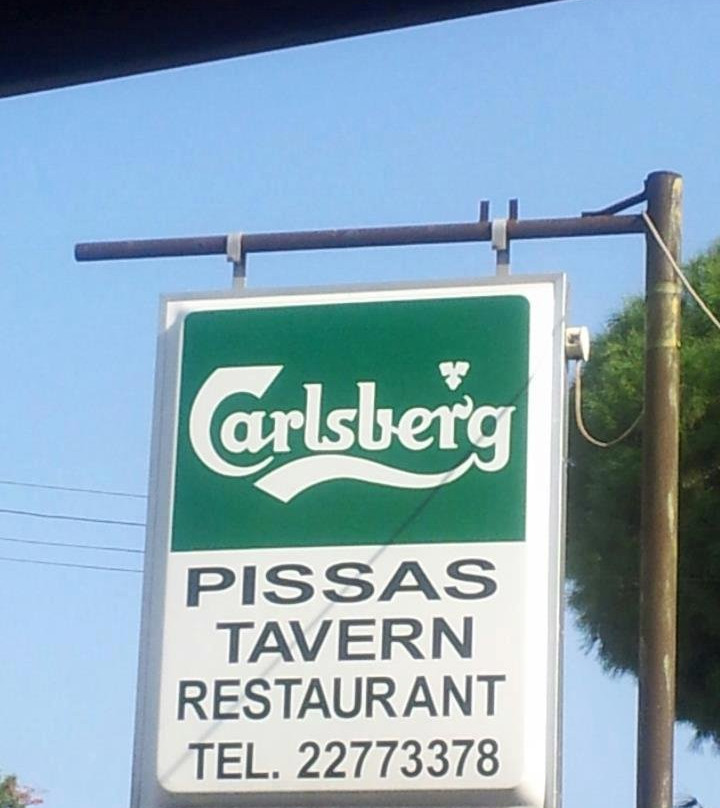 Carlsberg
PISSAS
TAVERN
RESTAURANT
TEL. 22773378